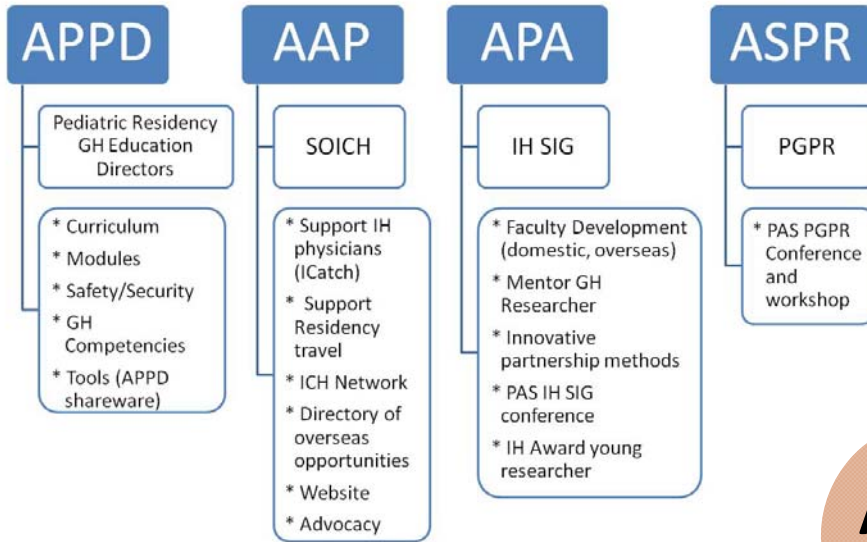 APPD
Pediatric Residency
GH Education
Directors
* Curriculum
* Modules
* Safety/Security
* GH
Competencies
* Tools (APPD
shareware)
AAP
SOICH
* Support IH
physicians
(ICatch)
* Support
Residency
travel
* ICH Network
* Directory of
overseas
opportunities
* Website
* Advocacy
APA
IH SIG
* Faculty Development
(domestic, overseas)
* Mentor GH
Researcher
* Innovative
partnership methods
* PAS IH SIG
conference
* IH Award young
researcher
ASPR
PGPR
* PAS PGPR
Conference
and
workshop